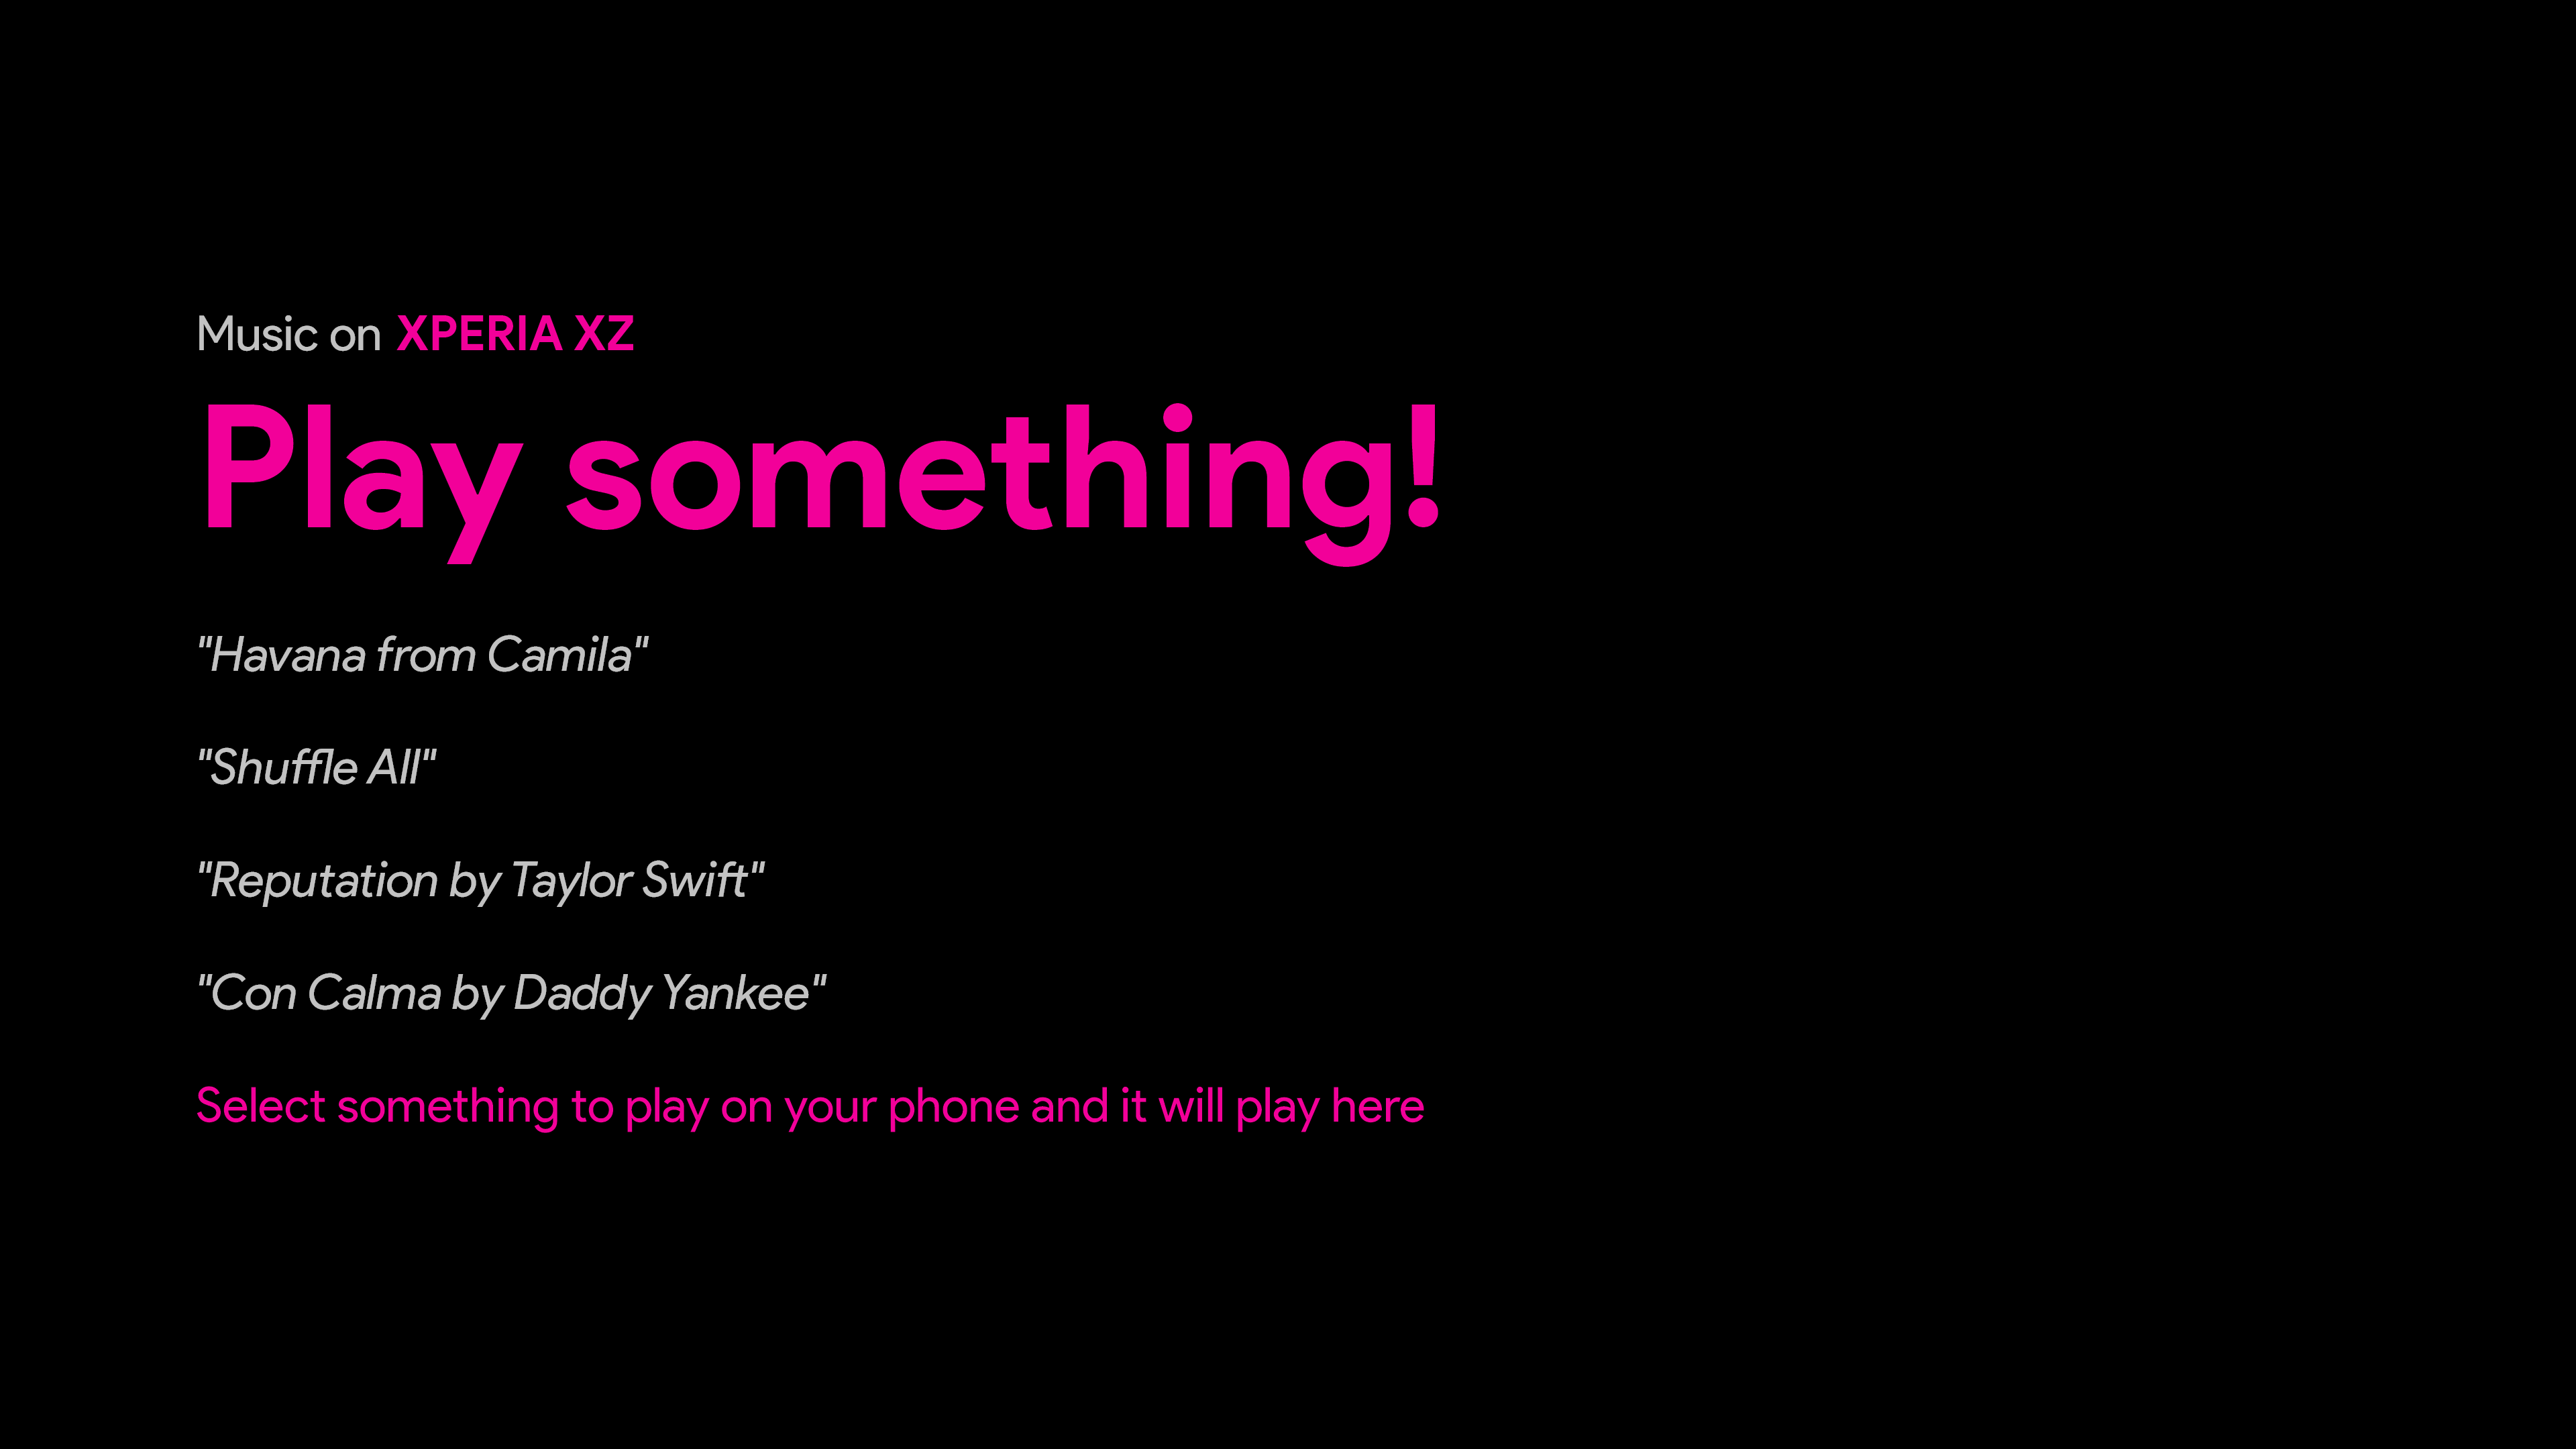 Music on XPERIA XZ
Play something!
"Havana from Camila"
"Shuffle All"
"Reputation by Taylor Swift"
"Con Calma by Daddy Yankee"
Select something to play on your phone and it will play here